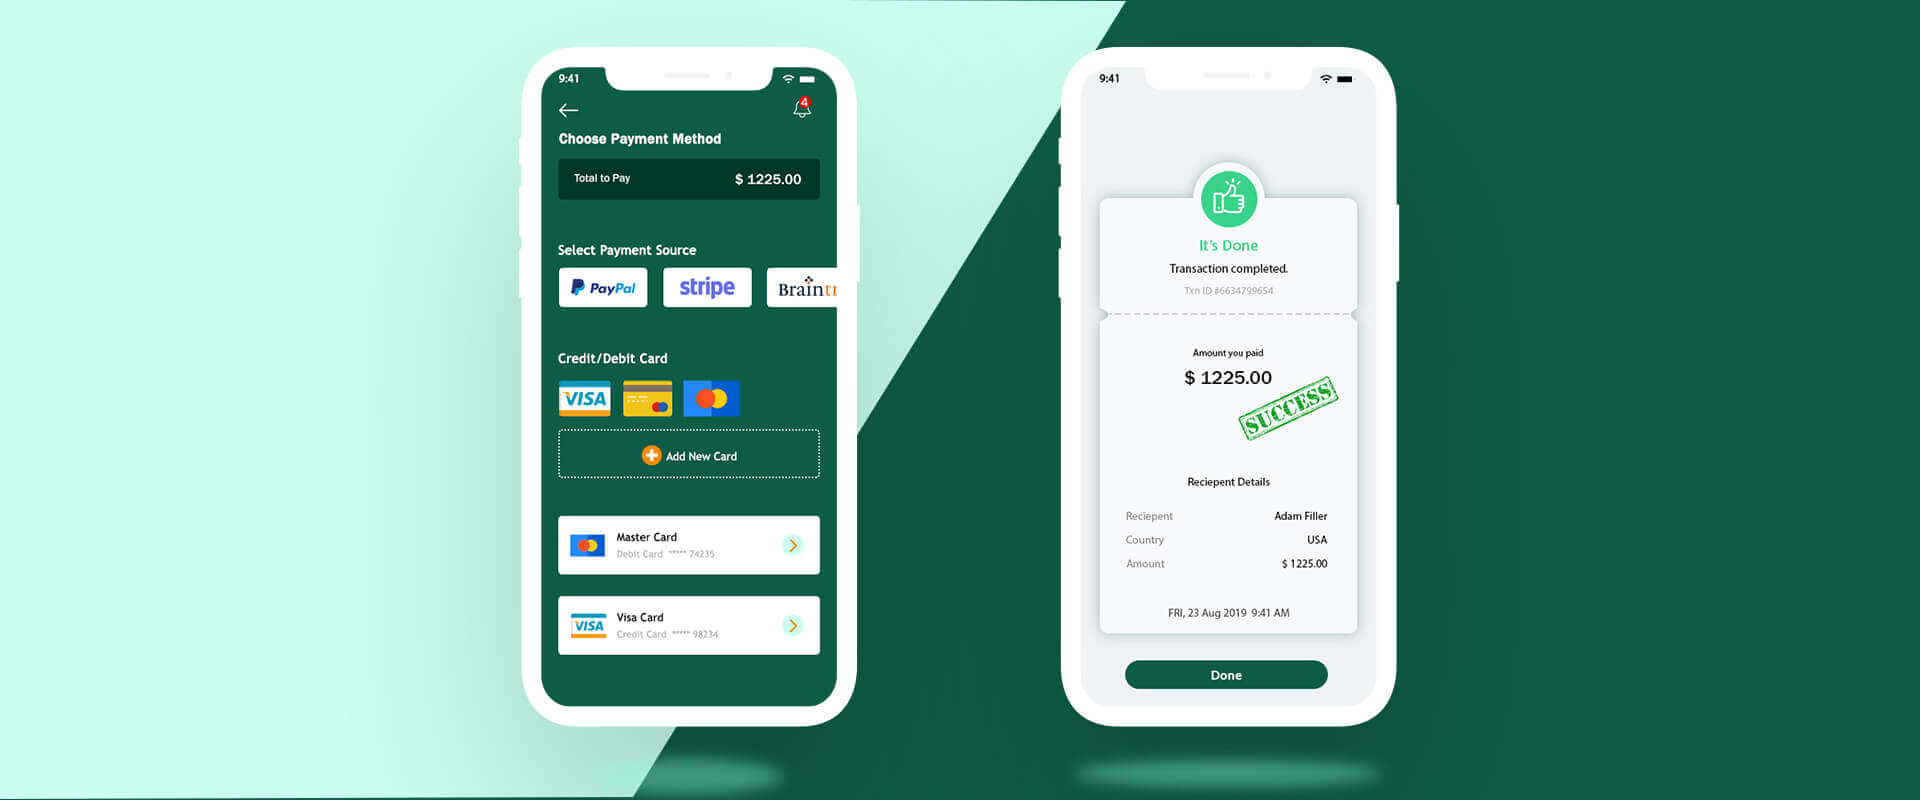 9:41
4
Choose Payment Method
Total to Pay $ 1225.00
Select Payment Source
PayPal stripe Braintr
Credit/Debit Card
VISA
Add New Card
Master Card
Debit Card ***** 74235
VISA
Visa Card
Credit Card ***** 98234
9:41
It's Done
Transaction completed.
Txn ID #6634799654
Amount you paid
$ 1225.00
SUCCESS
Reciepent Details
Reciepent Adam Filler
Country USA
Amount $ 1225.00
FRI, 23 Aug 2019 9:41 AM
Done